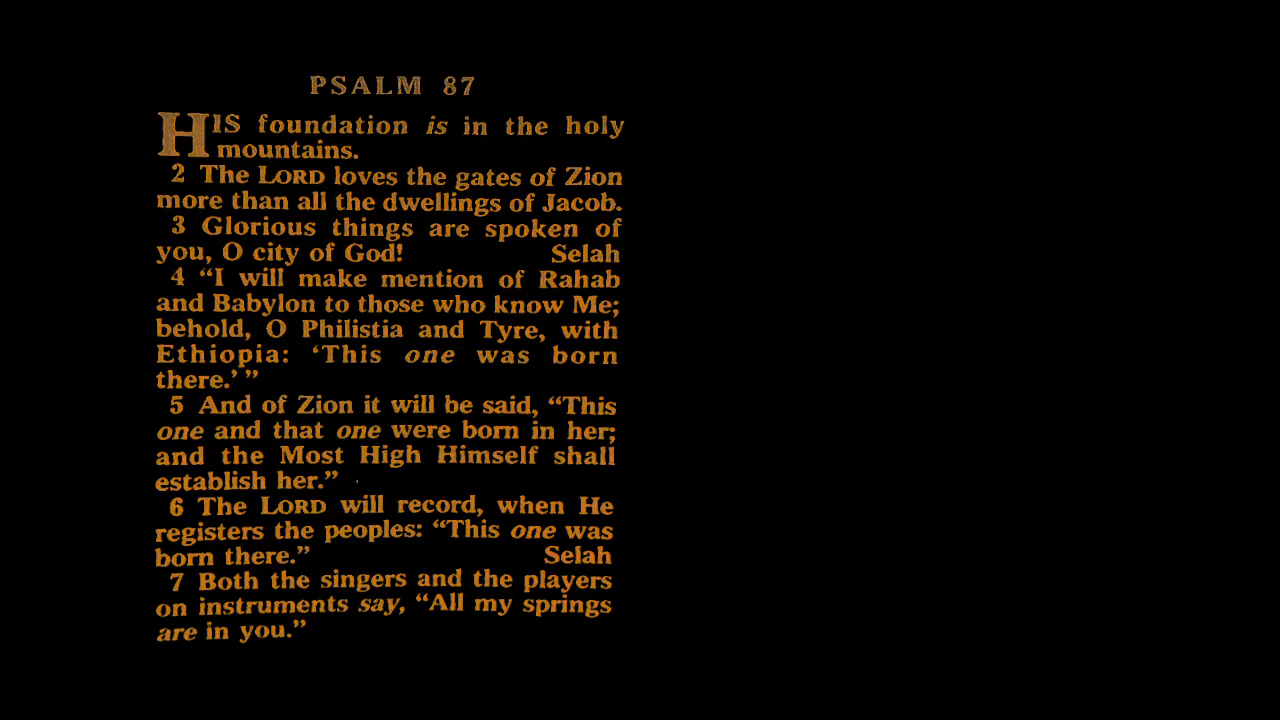 PSALM 87
HIS foundation is in the holy
mountains.
2 The LORD loves the gates of Zion
more than all the dwellings of Jacob.
3 Glorious things are spoken of
you, O city of God! Selah
4 “I will make mention of Rahab
and Babylon to those who know Me;
behold, O Philistia and Tyre, with
Ethiopia: ‘This one was born
there.’ ”
5 And of Zion it will be said, “This
one and that one were born in her;
and the Most High Himself shall
establish her.”
6 The LORD will record, when He
registers the peoples: “This one was
born there.” Selah
7 Both the singers and the players
on instruments say, “All my springs
are in you.”